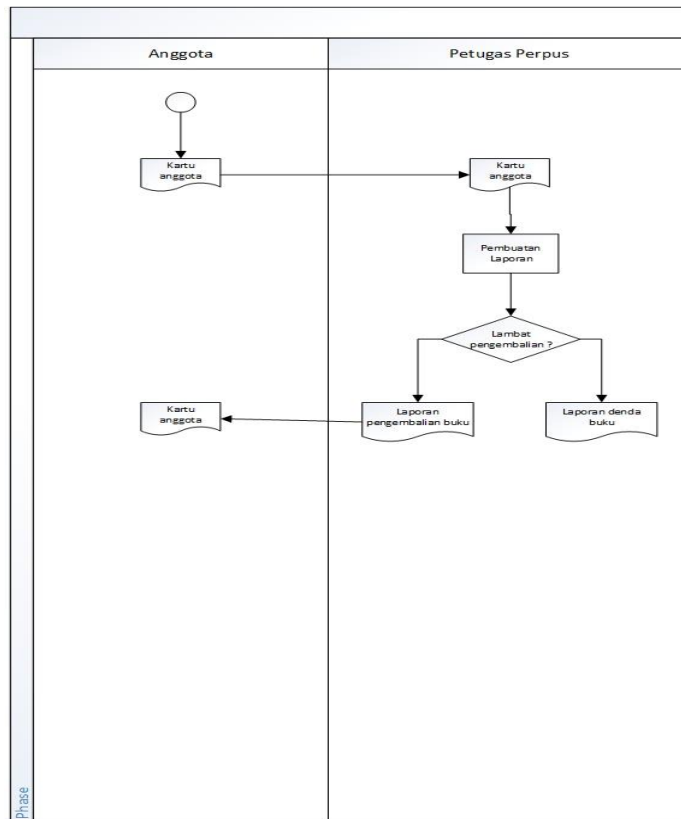 Anggota
Petugas Perpus
Kartu
anggota
Kartu
anggota
Pembuatan
Laporan
Lambat
pengembalian ?
Kartu
anggota
Laporan
pengembalian buku
Laporan denda
buku
Phase